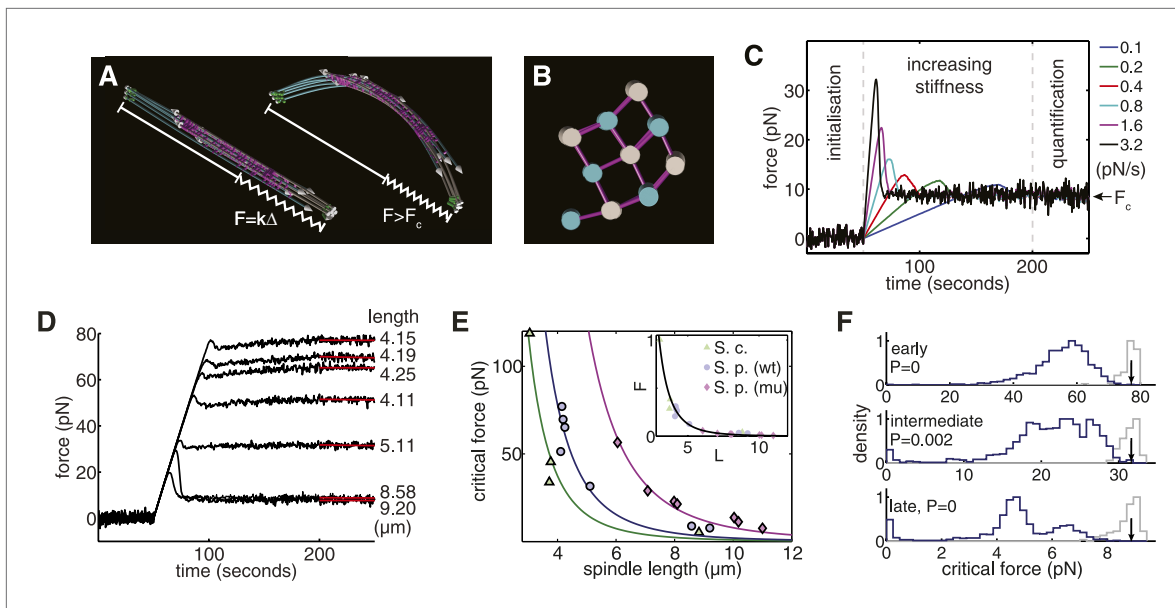 A
F=kΔ
F>Fc
B
C
force (pN)
30
20
10
0
initialisation
increasing
stiffness
quantification
100
200
time (seconds)
0.1
0.2
0.4
0.8
1.6
3.2
(pN/s)
Fc
D
length
force (pN)
80
60
40
20
0
4.15
4.19
4.25
4.11
5.11
8.58
9.20
(µm)
100
200
time (seconds)
E
critical force (pN)
100
50
4
6
8
10
12
spindle length (µm)
1
F
0
S. c.
S. p. (wt)
S. p. (mu)
5
L
10
F
density
early
P=0
0
20
40
60
80
intermediate
P=0.002
0
10
20
30
late, P=0
0
2
4
6
8
critical force (pN)